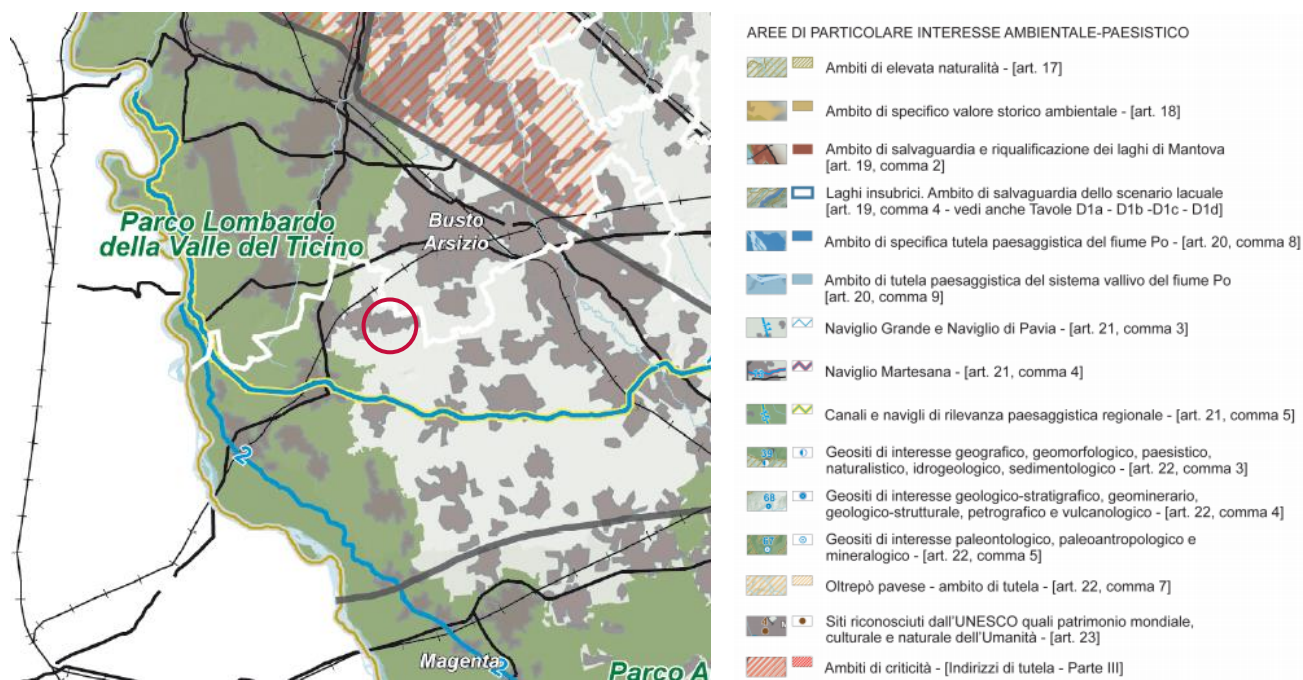 Parco Lombardo
della Valle del Ticino
Busto
Arsizio
2
Magenta
2
Parco A
AREE DI PARTICOLARE INTERESSE AMBIENTALE-PAESISTICO
Ambiti di elevata naturalità - [art. 17]
Ambito di specifico valore storico ambientale - [art. 18]
Ambito di salvaguardia e riqualificazione dei laghi di Mantova
[art. 19, comma 2]
Laghi insubrici. Ambito di salvaguardia dello scenario lacuale
[art. 19, comma 4 - vedi anche Tavole D1a - D1b -D1c - D1d]
Ambito di specifica tutela paesaggistica del fiume Po - [art. 20, comma 8]
Ambito di tutela paesaggistica del sistema vallivo del fiume Po
[art. 20, comma 9]
Naviglio Grande e Naviglio di Pavia - [art. 21, comma 3]
Naviglio Martesana - [art. 21, comma 4]
Canali e navigli di rilevanza paesaggistica regionale - [art. 21, comma 5]
39
Geositi di interesse geografico, geomorfologico, paesistico,
naturalistico, idrogeologico, sedimentologico - [art. 22, comma 3]
68
Geositi di interesse geologico-stratigrafico, geominerario,
geologico-strutturale, petrografico e vulcanologico - [art. 22, comma 4]
67
Geositi di interesse paleontologico, paleoantropologico e
mineralogico - [art. 22, comma 5]
Oltrepò pavese - ambito di tutela - [art. 22, comma 7]
Siti riconosciuti dall'UNESCO quali patrimonio mondiale,
culturale e naturale dell'Umanità - [art. 23]
Ambiti di criticità - [Indirizzi di tutela - Parte III]